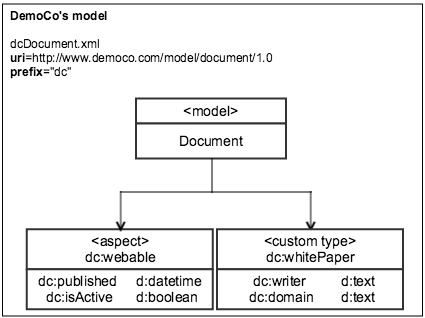 DemoCo's model
dcDocument.xml
uri=http://www.democo.com/model/document/1.0
prefix="dc"
<model>
Document
<aspect>
dc:webable
dc:published d:datetime
dc:isActive d:boolean
<custom type>
dc:whitePaper
dc:writer d:text
dc:domain d:text